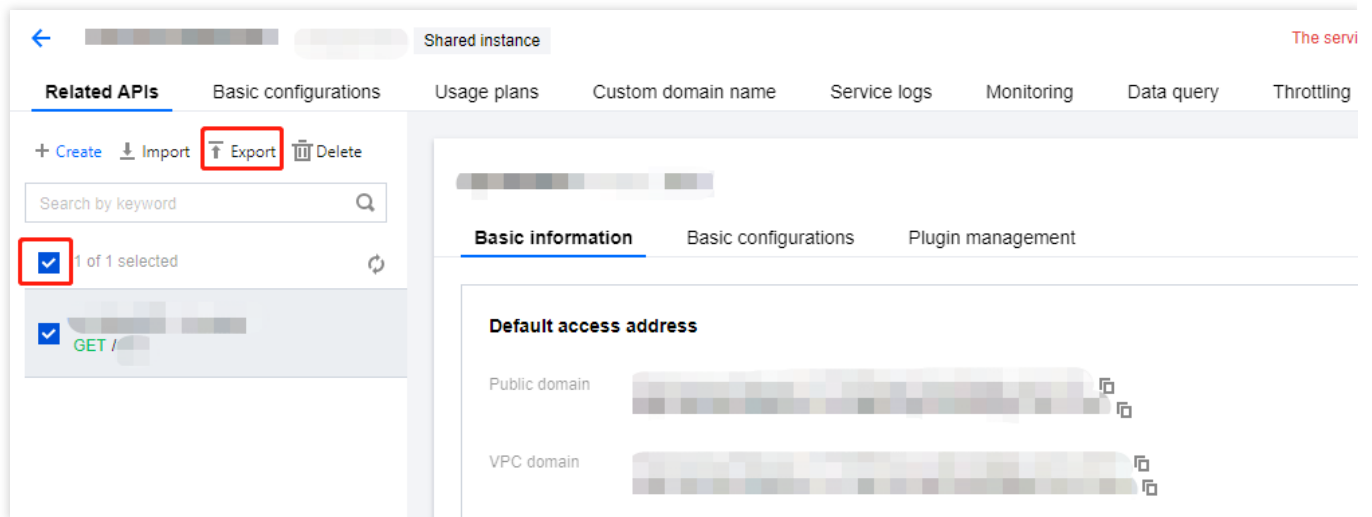 Shared instance
The servi
Related APIs Basic configurations Usage plans Custom domain name Service logs Monitoring Data query Throttling
+ Create Import Export Delete
Search by keyword
1 of 1 selected
GET /
Basic information Basic configurations Plugin management
Default access address
Public domain
VPC domain